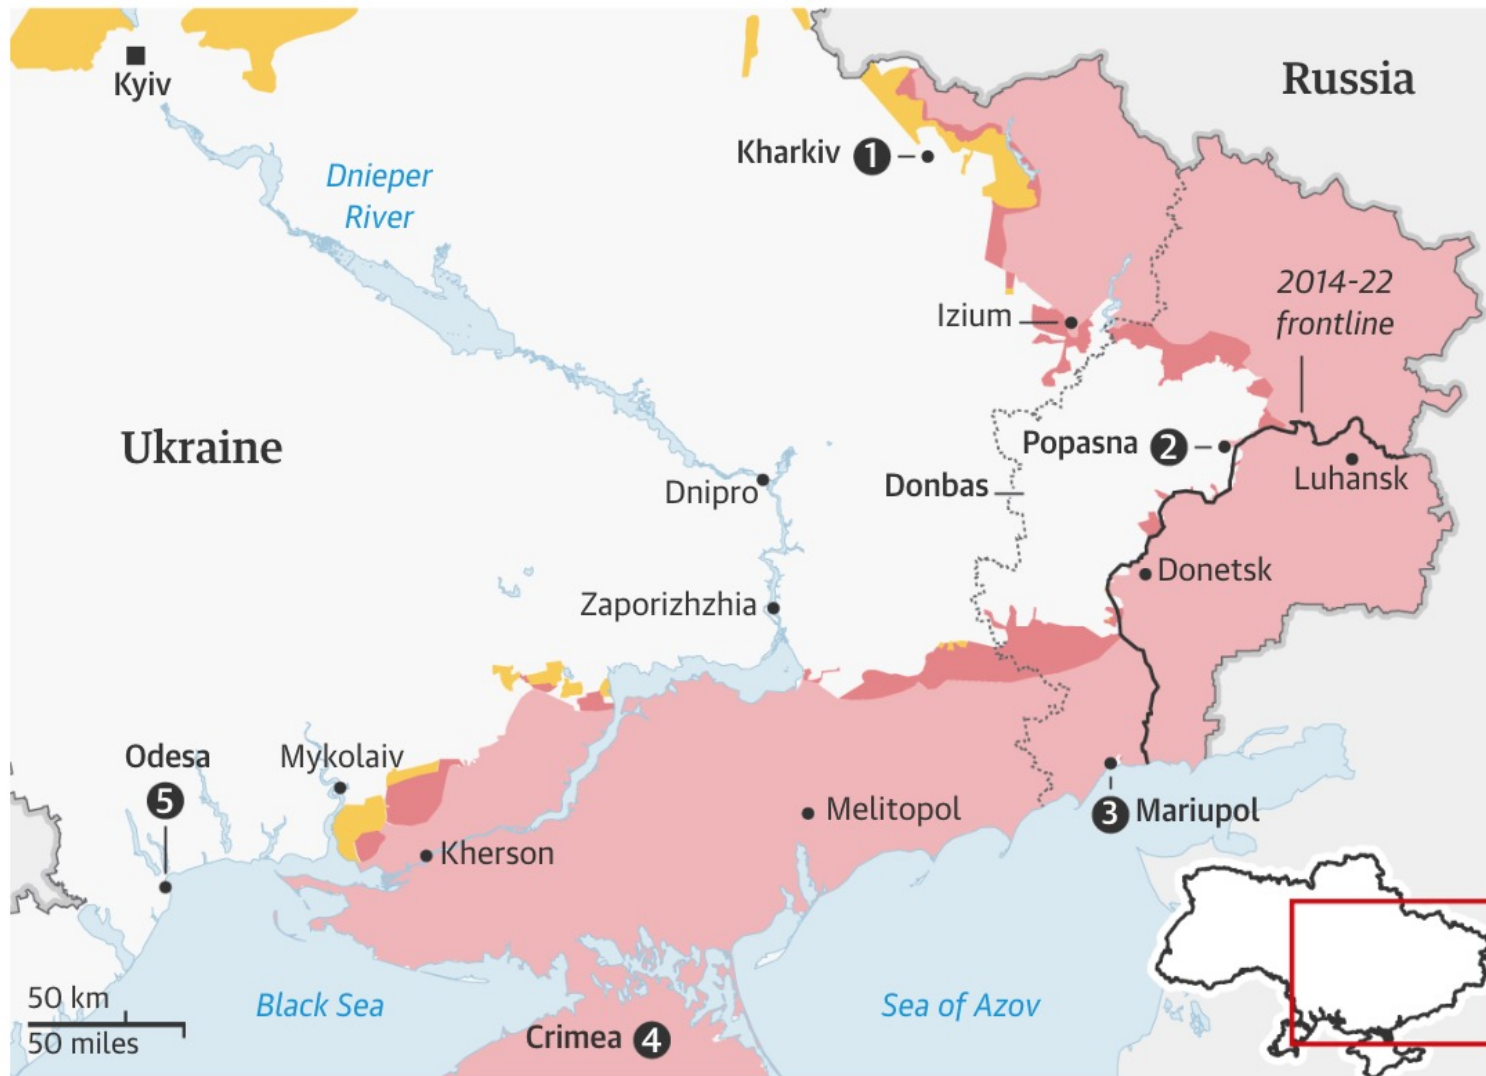 Kyiv
Russia
Kharkiv 1
Dnieper
River
2014-22
frontline
Izium
Ukraine
Popasna 2
Luhansk
Donbas
Dnipro
Donetsk
Zaporizhzhia
Odesa
5
Mykolaiv
Melitopol
3 Mariupol
Kherson
50 km
50 miles
Black Sea
Sea of Azov
Crimea 4